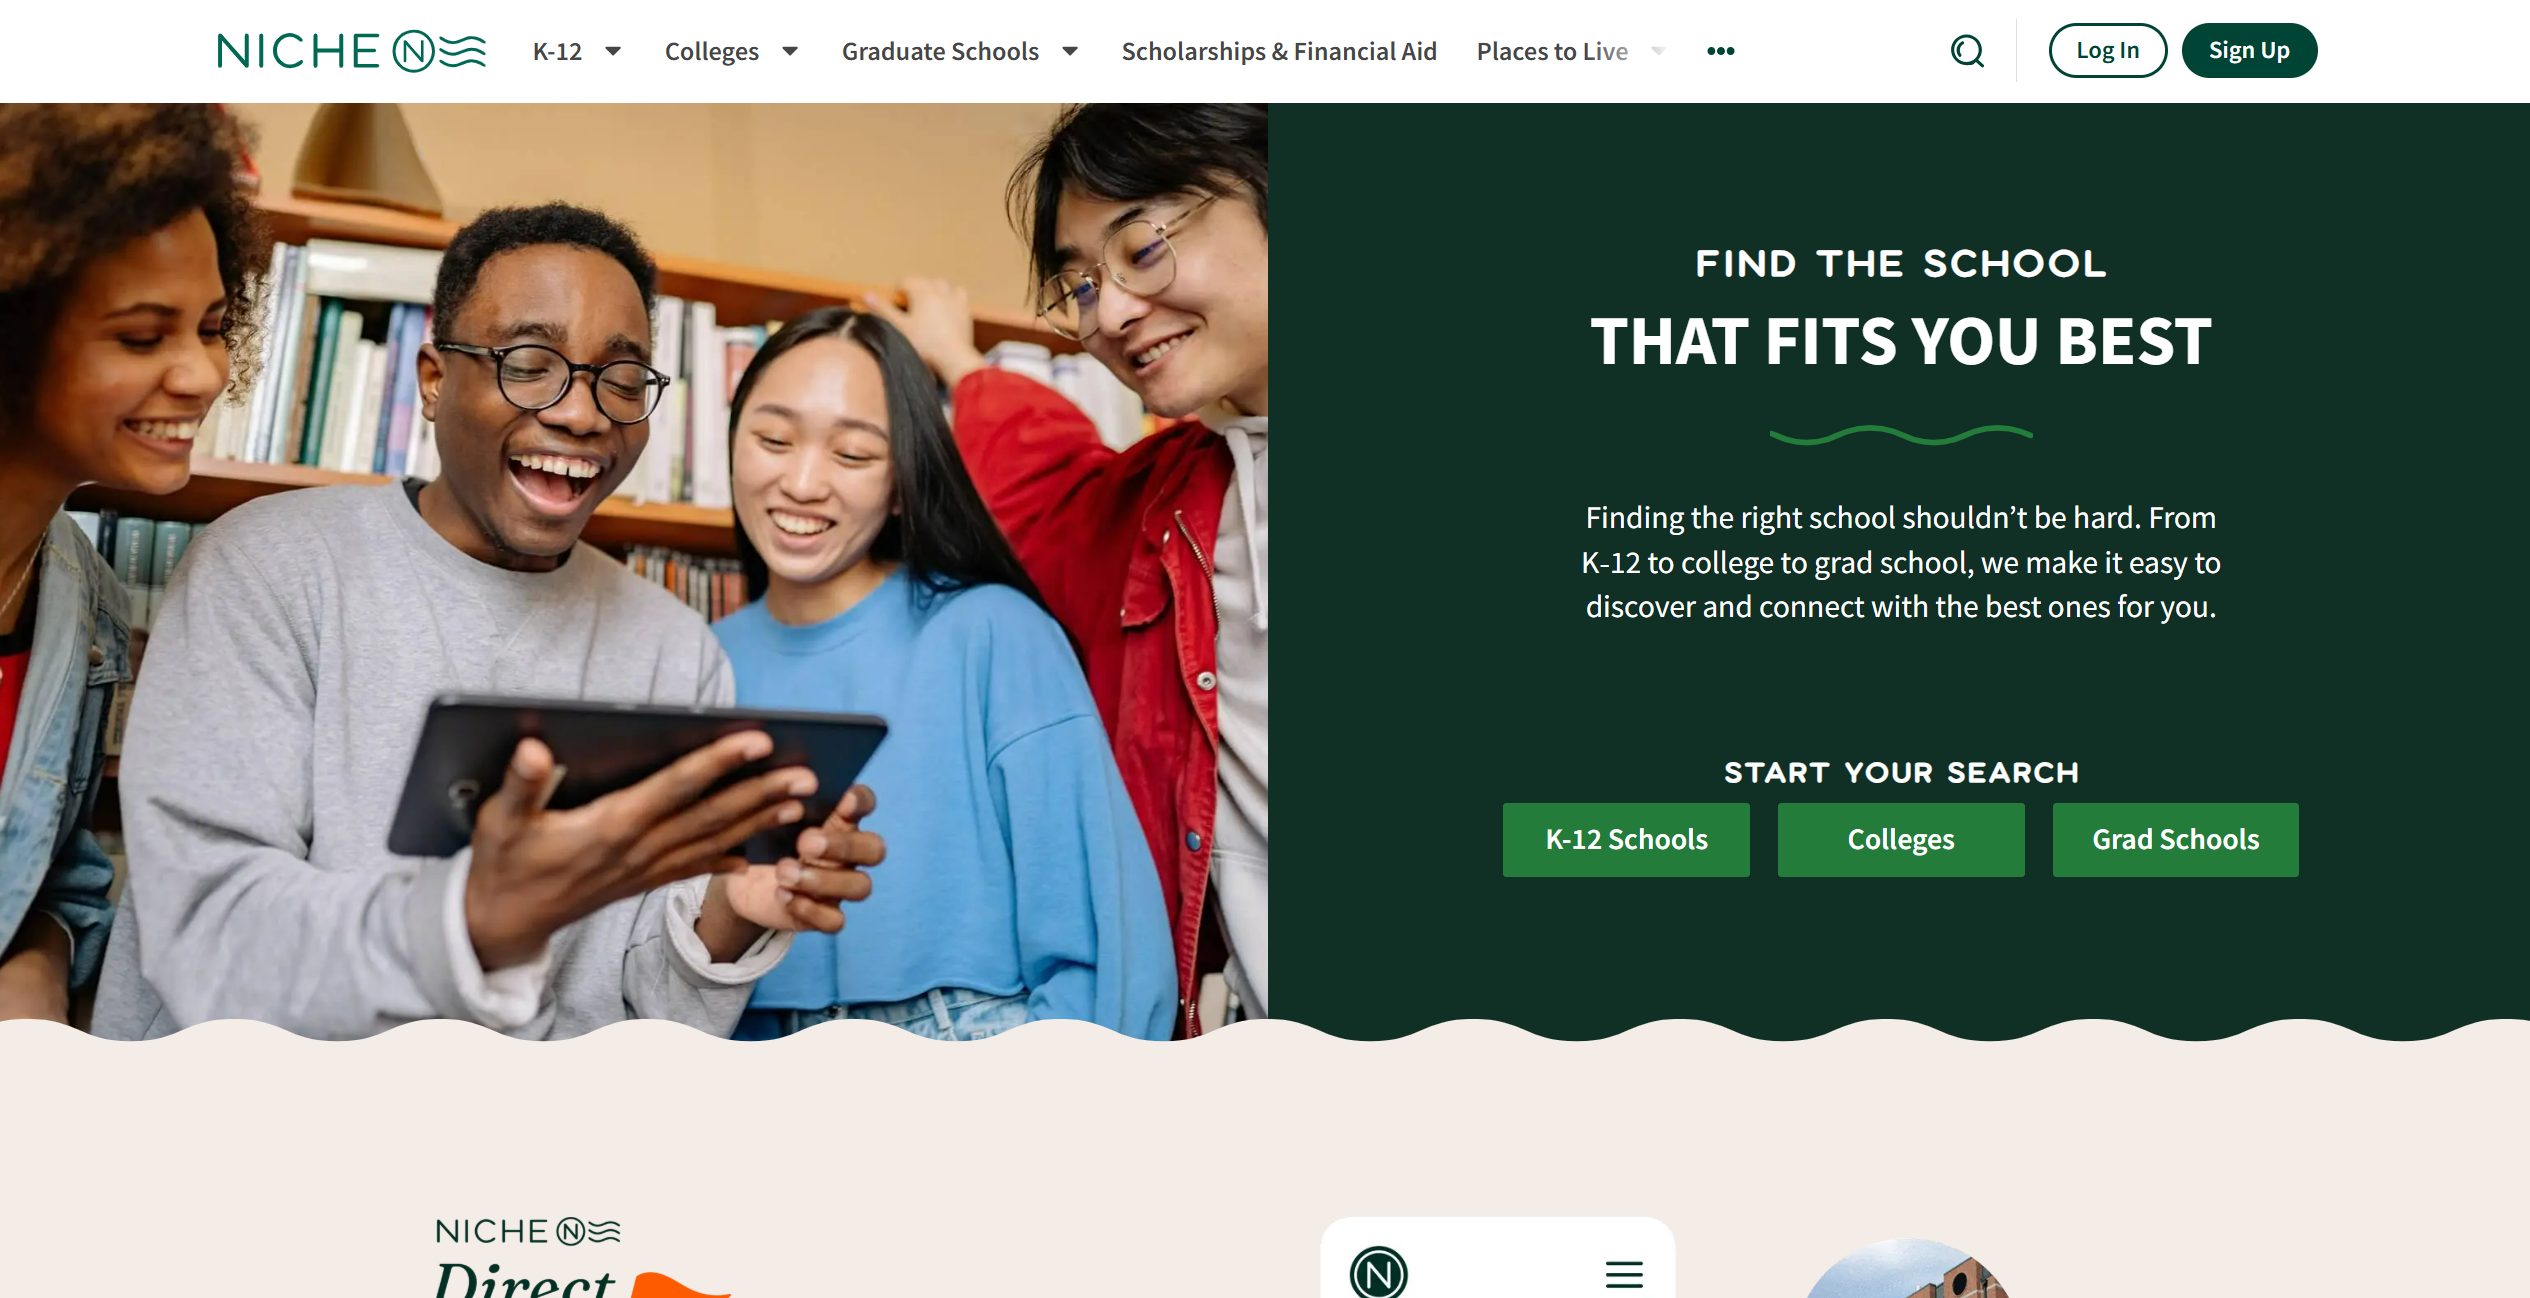 NICHE N
K-12 Colleges Graduate Schools Scholarships & Financial Aid Places to Live
Log In Sign Up
FIND THE SCHOOL
THAT FITS YOU BEST
Finding the right school shouldn’t be hard. From
K-12 to college to grad school, we make it easy to
discover and connect with the best ones for you.
START YOUR SEARCH
K-12 Schools Colleges Grad Schools
NICHE N
Direct
N